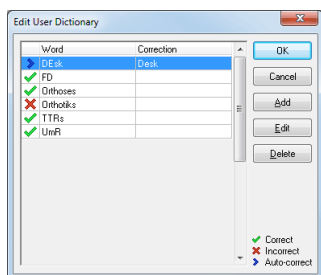 Edit User Dictionary
Word Correction
DEsk Desk
FD
Orthoses
Orthotiks
TTRs
UmR
OK
Cancel
Add
Edit
Delete
Correct
Incorrect
Auto-correct